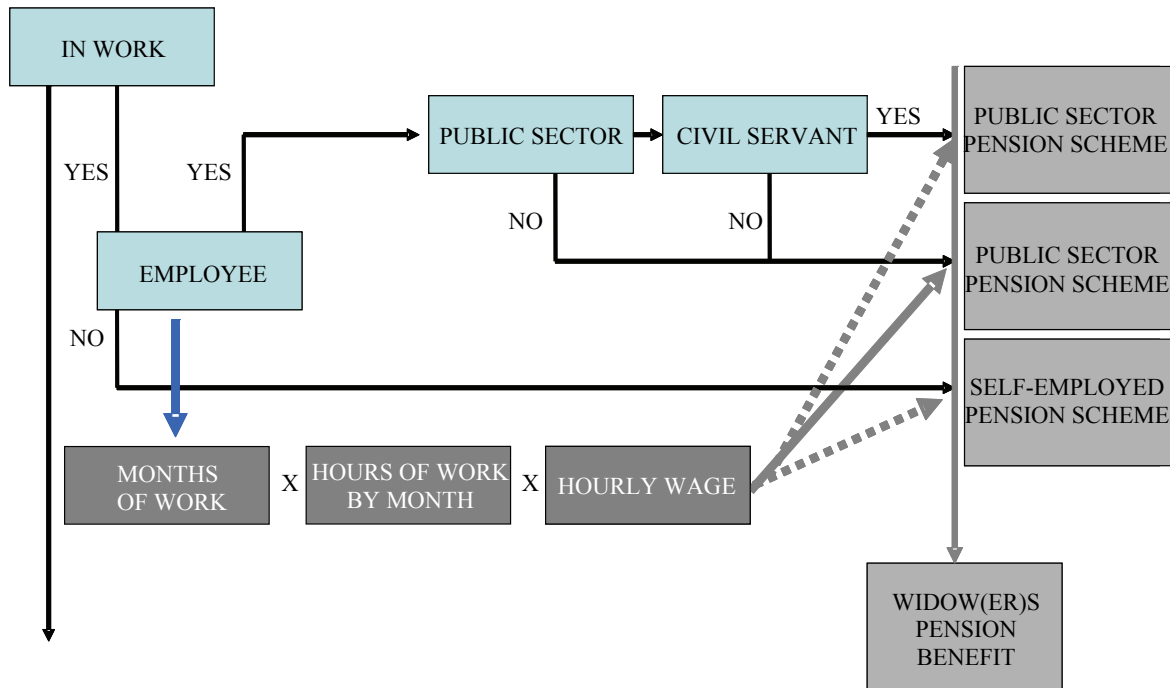 IN WORK
PUBLIC SECTOR
CIVIL SERVANT
YES
PUBLIC SECTOR
PENSION SCHEME
YES
YES
NO
NO
EMPLOYEE
PUBLIC SECTOR
PENSION SCHEME
NO
SELF-EMPLOYED
PENSION SCHEME
MONTHS
OF WORK
X
HOURS OF WORK
BY MONTH
X
HOURLY WAGE
WIDOW(ER)S
PENSION
BENEFIT